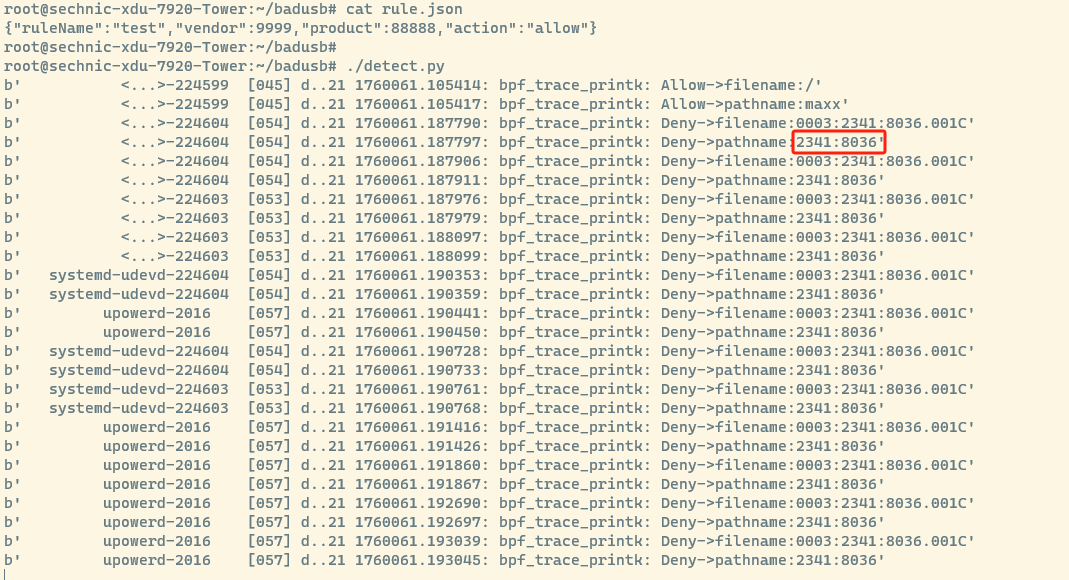 root@sechnic-xdu-7920-Tower:~/badusb# cat rule.json
{"ruleName":"test","vendor":9999,"product":88888,"action":"allow"}
root@sechnic-xdu-7920-Tower:~/badusb#
root@sechnic-xdu-7920-Tower:~/badusb# ./detect.py
b'           <...>-224599  [045] d..21 1760061.105414: bpf_trace_printk: Allow->filename:/'
b'           <...>-224599  [045] d..21 1760061.105417: bpf_trace_printk: Allow->pathname:maxx'
b'           <...>-224604  [054] d..21 1760061.187790: bpf_trace_printk: Deny->filename:0003:2341:8036.001C'
b'           <...>-224604  [054] d..21 1760061.187797: bpf_trace_printk: Deny->pathname:2341:8036'
b'           <...>-224604  [054] d..21 1760061.187906: bpf_trace_printk: Deny->filename:0003:2341:8036.001C'
b'           <...>-224604  [054] d..21 1760061.187911: bpf_trace_printk: Deny->pathname:2341:8036'
b'           <...>-224603  [053] d..21 1760061.187976: bpf_trace_printk: Deny->filename:0003:2341:8036.001C'
b'           <...>-224603  [053] d..21 1760061.187979: bpf_trace_printk: Deny->pathname:2341:8036'
b'           <...>-224603  [053] d..21 1760061.188097: bpf_trace_printk: Deny->filename:0003:2341:8036.001C'
b'           <...>-224603  [053] d..21 1760061.188099: bpf_trace_printk: Deny->pathname:2341:8036'
b'   systemd-udevd-224604  [054] d..21 1760061.190353: bpf_trace_printk: Deny->filename:0003:2341:8036.001C'
b'   systemd-udevd-224604  [054] d..21 1760061.190359: bpf_trace_printk: Deny->pathname:2341:8036'
b'         upowerd-2016    [057] d..21 1760061.190441: bpf_trace_printk: Deny->filename:0003:2341:8036.001C'
b'         upowerd-2016    [057] d..21 1760061.190450: bpf_trace_printk: Deny->pathname:2341:8036'
b'   systemd-udevd-224604  [054] d..21 1760061.190728: bpf_trace_printk: Deny->filename:0003:2341:8036.001C'
b'   systemd-udevd-224604  [054] d..21 1760061.190733: bpf_trace_printk: Deny->pathname:2341:8036'
b'   systemd-udevd-224603  [053] d..21 1760061.190761: bpf_trace_printk: Deny->filename:0003:2341:8036.001C'
b'   systemd-udevd-224603  [053] d..21 1760061.190768: bpf_trace_printk: Deny->pathname:2341:8036'
b'         upowerd-2016    [057] d..21 1760061.191416: bpf_trace_printk: Deny->filename:0003:2341:8036.001C'
b'         upowerd-2016    [057] d..21 1760061.191426: bpf_trace_printk: Deny->pathname:2341:8036'
b'         upowerd-2016    [057] d..21 1760061.191860: bpf_trace_printk: Deny->filename:0003:2341:8036.001C'
b'         upowerd-2016    [057] d..21 1760061.191867: bpf_trace_printk: Deny->pathname:2341:8036'
b'         upowerd-2016    [057] d..21 1760061.192690: bpf_trace_printk: Deny->filename:0003:2341:8036.001C'
b'         upowerd-2016    [057] d..21 1760061.192697: bpf_trace_printk: Deny->pathname:2341:8036'
b'         upowerd-2016    [057] d..21 1760061.193039: bpf_trace_printk: Deny->filename:0003:2341:8036.001C'
b'         upowerd-2016    [057] d..21 1760061.193045: bpf_trace_printk: Deny->pathname:2341:8036'